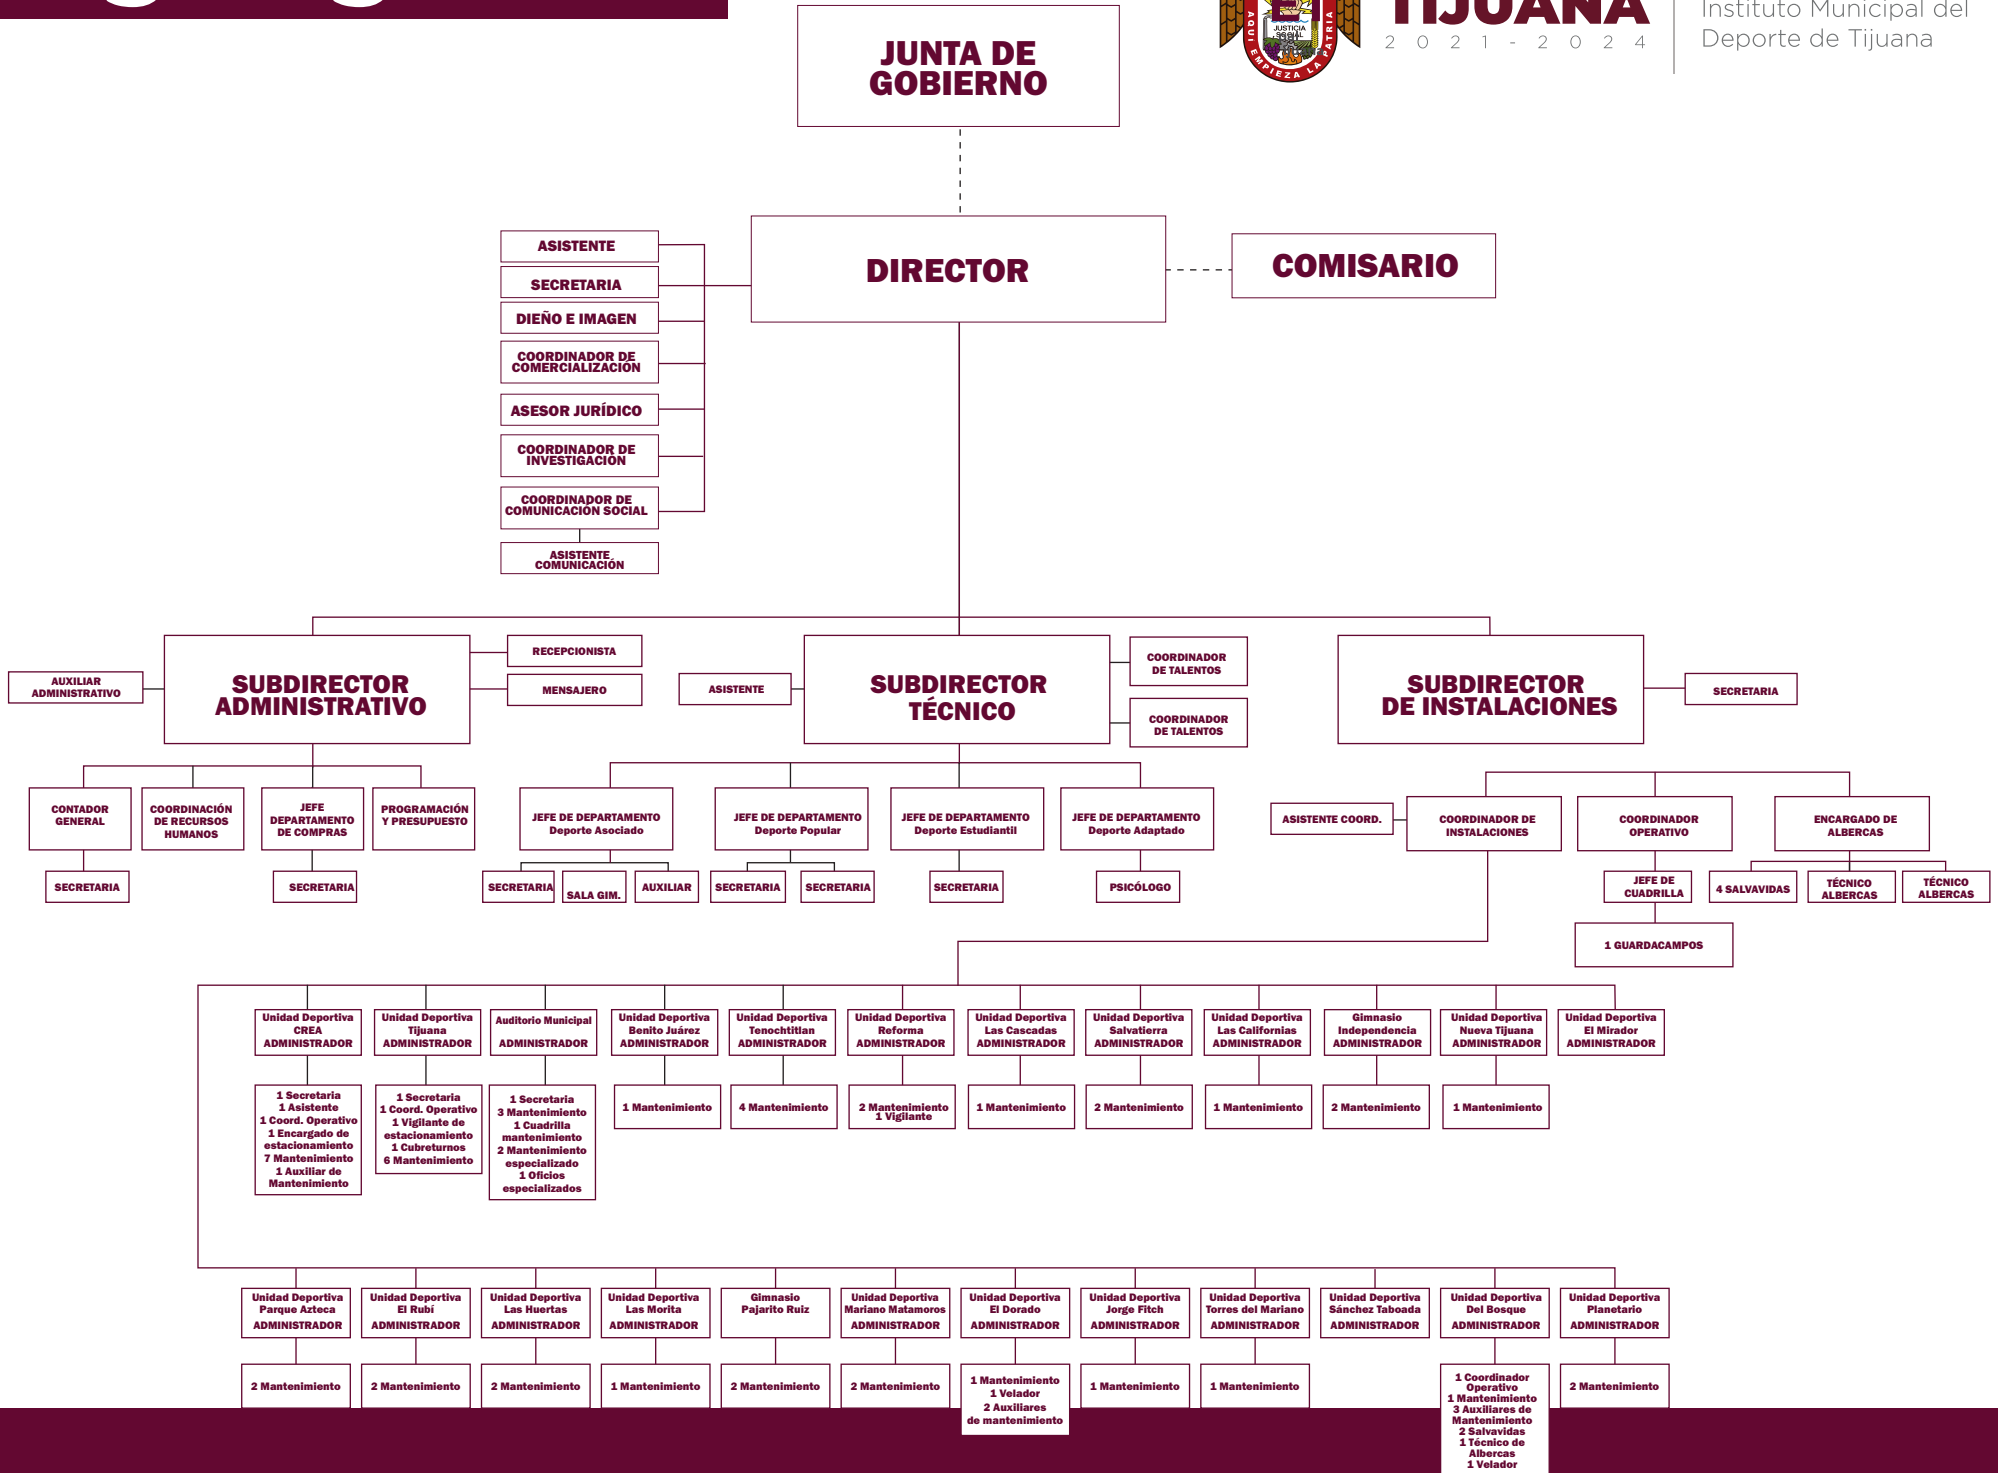 JUNTA DE
GOBIERNO
TIJUANA
2021-2024
Instituto Municipal del
Deporte de Tijuana
JUSTICIA
SOCIAL
AQUI EMPIEZA LA PATRIA
DIRECTOR
COMISARIO
ASISTENTE
SECRETARIA
DIEÑO E IMAGEN
COORDINADOR DE
COMERCIALIZACIÓN
ASESOR JURÍDICO
COORDINADOR DE
INVESTIGACIÓN
COORDINADOR DE
COMUNICACIÓN SOCIAL
ASISTENTE
COMUNICACIÓN
AUXILIAR
ADMINISTRATIVO
SUBDIRECTOR
ADMINISTRATIVO
RECEPCIONISTA
MENSAJERO
ASISTENTE
SUBDIRECTOR
TÉCNICO
COORDINADOR
DE TALENTOS
COORDINADOR
DE TALENTOS
SUBDIRECTOR
DE INSTALACIONES
SECRETARIA
CONTADOR
GENERAL
COORDINACIÓN
DE RECURSOS
HUMANOS
JEFE
DEPARTAMENTO
DE COMPRAS
PROGRAMACIÓN
Y PRESUPUESTO
SECRETARIA
SECRETARIA
JEFE DE DEPARTAMENTO
Deporte Asociado
JEFE DE DEPARTAMENTO
Deporte Popular
JEFE DE DEPARTAMENTO
Deporte Estudiantil
JEFE DE DEPARTAMENTO
Deporte Adaptado
SECRETARIA
SALA GIM.
AUXILIAR
SECRETARIA
SECRETARIA
SECRETARIA
PSICÓLOGO
ASISTENTE COORD.
COORDINADOR DE
INSTALACIONES
COORDINADOR
OPERATIVO
ENCARGADO DE
ALBERCAS
JEFE DE
CUADRILLA
4 SALVAVIDAS
TÉCNICO
ALBERCAS
TÉCNICO
ALBERCAS
1 GUARDACAMPOS
Unidad Deportiva
CREA
ADMINISTRADOR
Unidad Deportiva
Tijuana
ADMINISTRADOR
Auditorio Municipal
ADMINISTRADOR
Unidad Deportiva
Benito Juárez
ADMINISTRADOR
Unidad Deportiva
Tenochtitlan
ADMINISTRADOR
Unidad Deportiva
Reforma
ADMINISTRADOR
Unidad Deportiva
Las Cascadas
ADMINISTRADOR
Unidad Deportiva
Salvatierra
ADMINISTRADOR
Unidad Deportiva
Las Californias
ADMINISTRADOR
Gimnasio
Independencia
ADMINISTRADOR
Unidad Deportiva
Nueva Tijuana
ADMINISTRADOR
Unidad Deportiva
El Mirador
ADMINISTRADOR
1 Secretaria
1 Asistente
1 Coord. Operativo
1 Encargado de
estacionamiento
7 Mantenimiento
1 Auxiliar de
Mantenimiento
1 Secretaria
1 Coord. Operativo
1 Vigilante de
estacionamiento
1 Cubreturnos
6 Mantenimiento
1 Secretaria
3 Mantenimiento
1 Cuadrilla
mantenimiento
2 Mantenimiento
especializado
1 Oficios
especializados
1 Mantenimiento
4 Mantenimiento
2 Mantenimiento
1 Vigilante
1 Mantenimiento
2 Mantenimiento
1 Mantenimiento
2 Mantenimiento
1 Mantenimiento
Unidad Deportiva
Parque Azteca
ADMINISTRADOR
Unidad Deportiva
El Rubí
ADMINISTRADOR
Unidad Deportiva
Las Huertas
ADMINISTRADOR
Unidad Deportiva
Las Morita
ADMINISTRADOR
Gimnasio
Pajarito Ruiz
Unidad Deportiva
Mariano Matamoros
ADMINISTRADOR
Unidad Deportiva
El Dorado
ADMINISTRADOR
Unidad Deportiva
Jorge Fitch
ADMINISTRADOR
Unidad Deportiva
Torres del Mariano
ADMINISTRADOR
Unidad Deportiva
Sánchez Taboada
ADMINISTRADOR
Unidad Deportiva
Del Bosque
ADMINISTRADOR
Unidad Deportiva
Planetario
ADMINISTRADOR
2 Mantenimiento
2 Mantenimiento
2 Mantenimiento
1 Mantenimiento
2 Mantenimiento
2 Mantenimiento
1 Mantenimiento
1 Velador
2 Auxiliares
de mantenimiento
1 Mantenimiento
1 Mantenimiento
1 Coordinador
Operativo
1 Mantenimiento
3 Auxiliares de
Mantenimiento
2 Salvavidas
1 Técnico de
Albercas
1 Velador
2 Mantenimiento